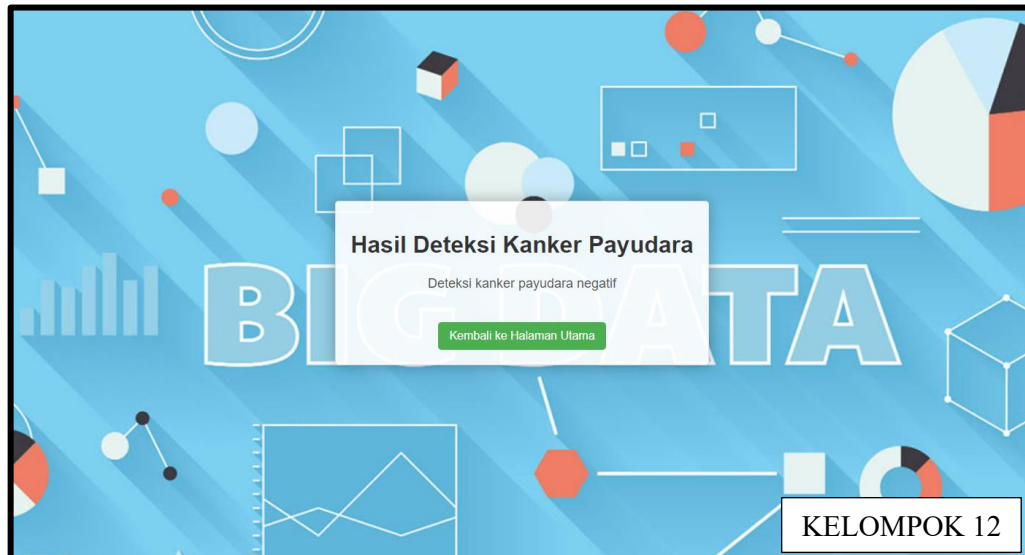 Hasil Deteksi Kanker Payudara
Deteksi kanker payudara negatif
Kembali ke Halaman Utama
BIG DATA
KELOMPOK 12